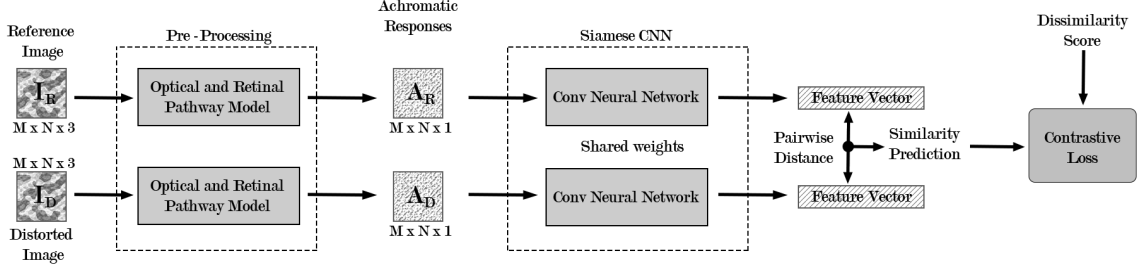 Reference
Image
I_R
M x N x 3
M x N x 3
I_D
Distorted
Image
Pre - Processing
Optical and Retinal
Pathway Model
Optical and Retinal
Pathway Model
Achromatic
Responses
A_R
M x N x 1
A_D
M x N x 1
Siamese CNN
Conv Neural Network
Shared weights
Conv Neural Network
Feature Vector
Pairwise
Distance
Similarity
Prediction
Feature Vector
Dissimilarity
Score
Contrastive
Loss